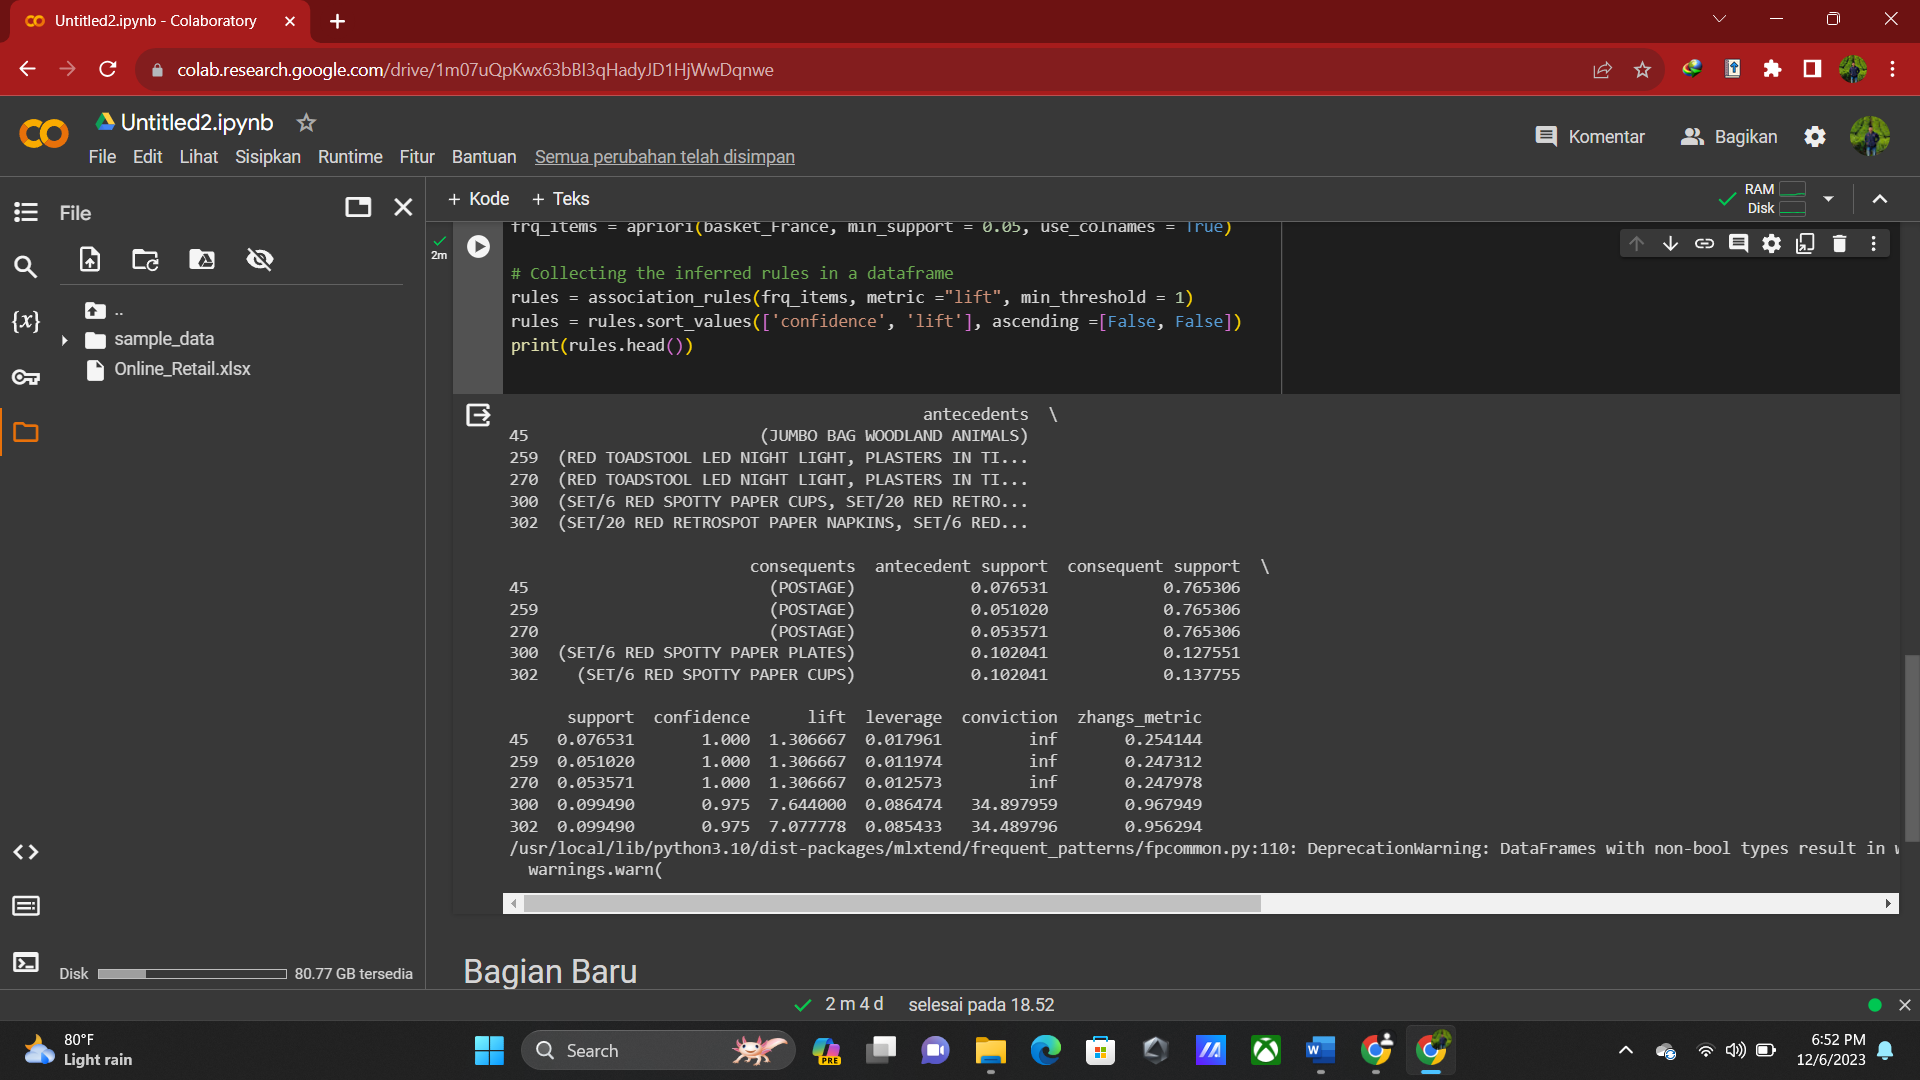 Untitled2.ipynb - Colaboratory
colab.research.google.com/drive/1m07uQpKwx63bBI3qHadyJD1HjWwDqnwe
Untitled2.ipynb
File Edit Lihat Sisipkan Runtime Fitur Bantuan Semua perubahan telah disimpan
Komentar
Bagikan
File
+ Kode + Teks
RAM
Disk
..
sample_data
Online_Retail.xlsx
2m
frq_items = apriori(basket_France, min_support = 0.05, use_colnames = True)
# Collecting the inferred rules in a dataframe
rules = association_rules(frq_items, metric ="lift", min_threshold = 1)
rules = rules.sort_values(['confidence', 'lift'], ascending =[False, False])
print(rules.head())
antecedents \
45 (JUMBO BAG WOODLAND ANIMALS)
259 (RED TOADSTOOL LED NIGHT LIGHT, PLASTERS IN TI...
270 (RED TOADSTOOL LED NIGHT LIGHT, PLASTERS IN TI...
300 (SET/6 RED SPOTTY PAPER CUPS, SET/20 RED RETRO...
302 (SET/20 RED RETROSPOT PAPER NAPKINS, SET/6 RED...
consequents antecedent support consequent support \
45 (POSTAGE) 0.076531 0.765306
259 (POSTAGE) 0.051020 0.765306
270 (POSTAGE) 0.053571 0.765306
300 (SET/6 RED SPOTTY PAPER PLATES) 0.102041 0.127551
302 (SET/6 RED SPOTTY PAPER CUPS) 0.102041 0.137755
support confidence lift leverage conviction zhangs_metric
45 0.076531 1.000 1.306667 0.017961 inf 0.254144
259 0.051020 1.000 1.306667 0.011974 inf 0.247312
270 0.053571 1.000 1.306667 0.012573 inf 0.247978
300 0.099490 0.975 7.644000 0.086474 34.897959 0.967949
302 0.099490 0.975 7.077778 0.085433 34.489796 0.956294
/usr/local/lib/python3.10/dist-packages/mlxtend/frequent_patterns/fpcommon.py:110: DeprecationWarning: DataFrames with non-bool types result in
warnings.warn(
Bagian Baru
Disk 80.77 GB tersedia
2 m 4 d selesai pada 18.52
80°F
Light rain
Search
PRE
6:52 PM
12/6/2023